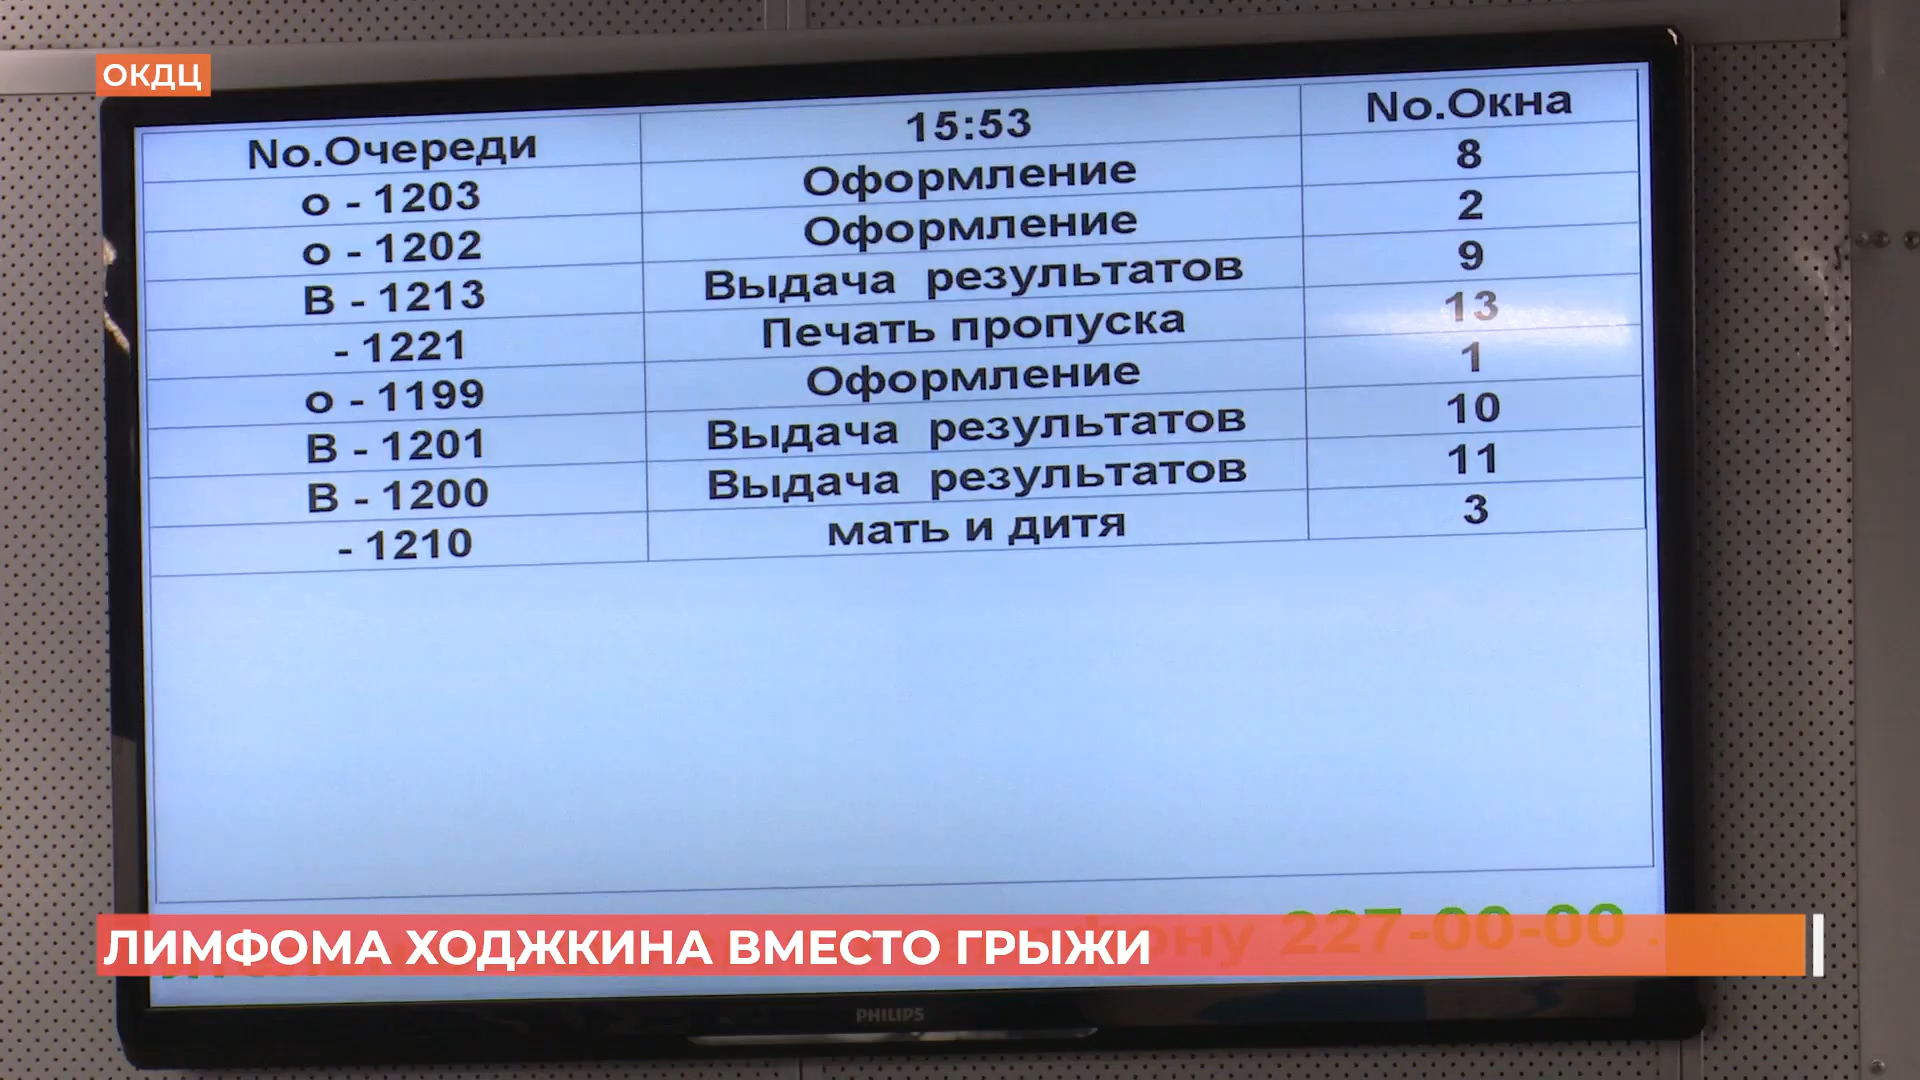 ОКДЦ
No.Очереди 15:53 No.Окна
о - 1203 Оформление 8
о - 1202 Оформление 2
В - 1213 Выдача результатов 9
- 1221 Печать пропуска 13
о - 1199 Оформление 1
В - 1201 Выдача результатов 10
В - 1200 Выдача результатов 11
- 1210 мать и дитя 3
227-00-00 .
ЛИМФОМА ХОДЖКИНА ВМЕСТО ГРЫЖИ
PHILIPS